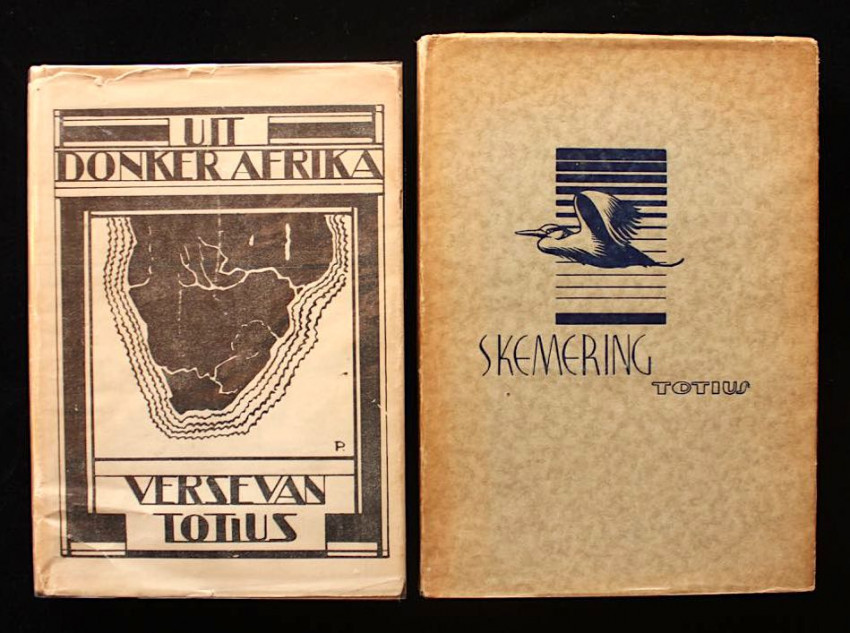 UIT
DONKER AFRIKA
P.
VERSE VAN
TOTIUS
SKEMERING
TOTIUS